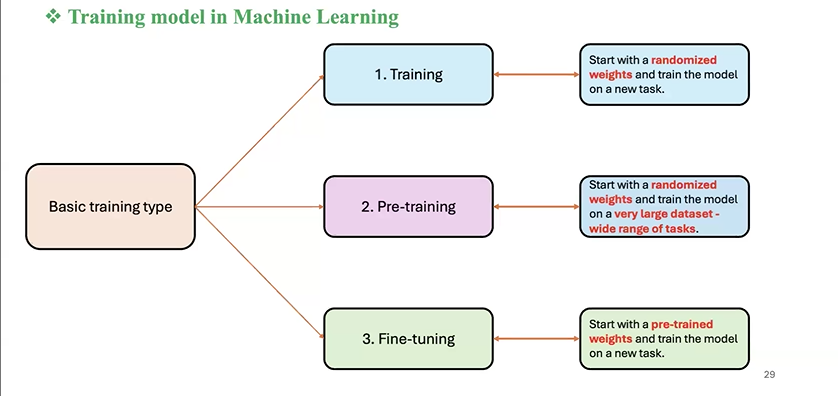 ❖ Training model in Machine Learning
1. Training
Start with a randomized
weights and train the model
on a new task.
Basic training type
2. Pre-training
Start with a randomized
weights and train the model
on a very large dataset -
wide range of tasks.
3. Fine-tuning
Start with a pre-trained
weights and train the model
on a new task.
29